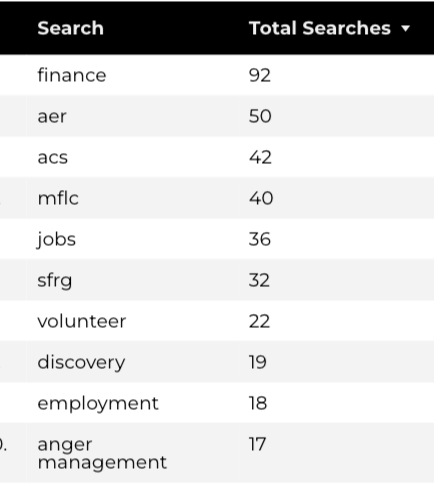 Search Total Searches
finance 92
aer 50
acs 42
mflc 40
jobs 36
sfrg 32
volunteer 22
discovery 19
employment 18
anger 17
management